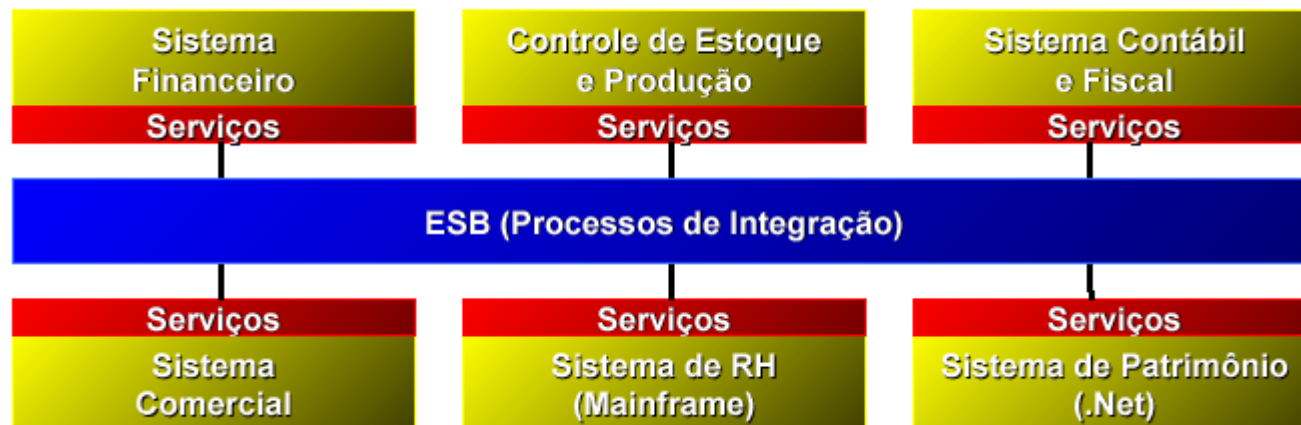 Sistema
Financeiro
Serviços
Controle de Estoque
e Produção
Serviços
Sistema Contábil
e Fiscal
Serviços
ESB (Processos de Integração)
Serviços
Sistema
Comercial
Serviços
Sistema de RH
(Mainframe)
Serviços
Sistema de Patrimônio
(.Net)